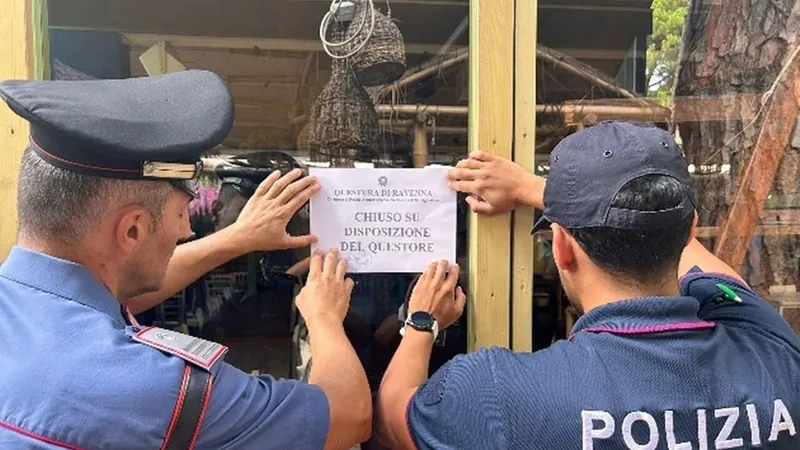 QUESTURA DI RAVENNA
CHIUSO SU
DISPOSIZIONE
DEL QUESTORE
POLIZIA